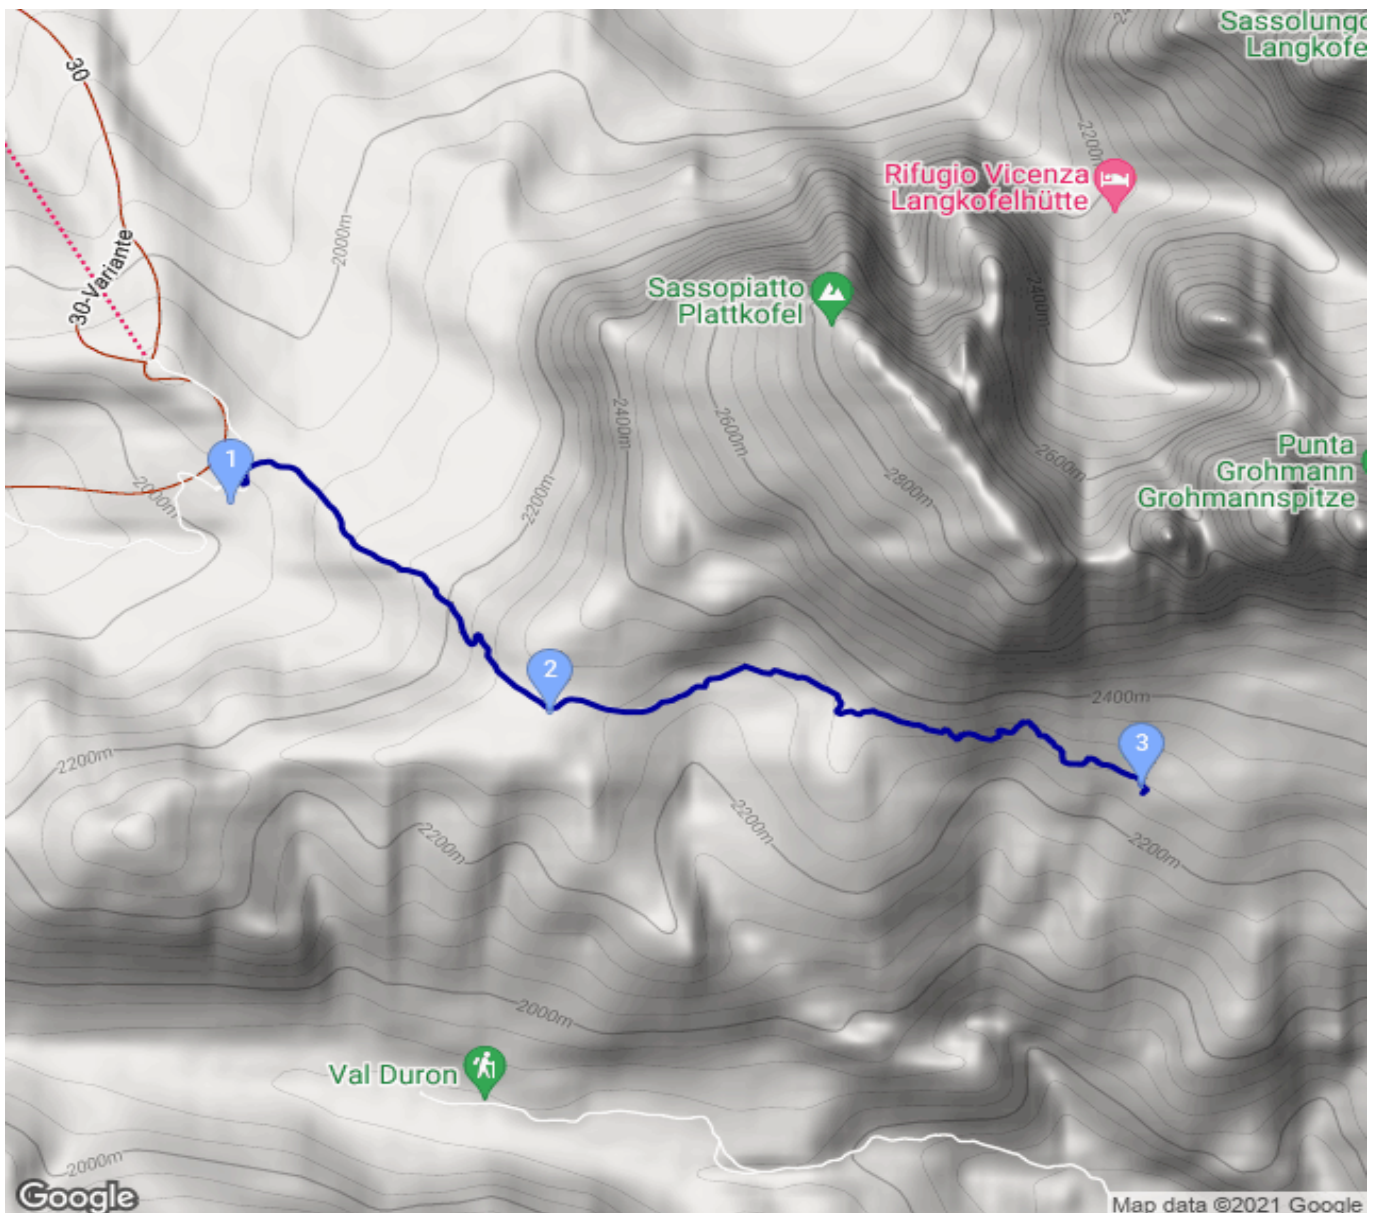 Sassolungo
Langkofe
30
2200m
Rifugio Vicenza
Langkofelhütte
2000m
30-Variante
Sassopiatto
Plattkofel
2400m
2400m
2600m
2800m
2600m
Punta
Grohmann
Grohmannspitze
1
2000m
2200m
2
2400m
3
2200m
2200m
2200m
2200m
2000m
Val Duron
2000m
Google
Map data ©2021 Google